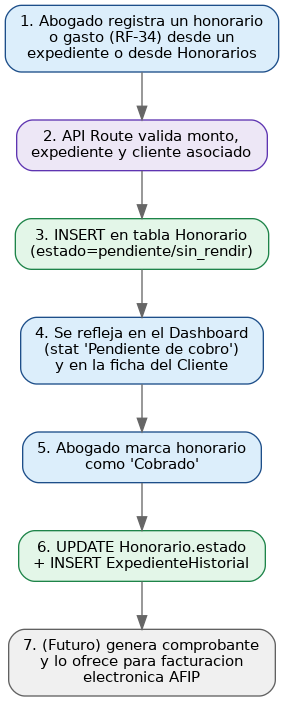 1. Abogado registra un honorario
o gasto (RF-34) desde un
expediente o desde Honorarios
2. API Route valida monto,
expediente y cliente asociado
3. INSERT en tabla Honorario
(estado=pendiente/sin_rendir)
4. Se refleja en el Dashboard
(stat 'Pendiente de cobro')
y en la ficha del Cliente
5. Abogado marca honorario
como 'Cobrado'
6. UPDATE Honorario.estado
+ INSERT ExpedienteHistorial
7. (Futuro) genera comprobante
y lo ofrece para facturacion
electronica AFIP